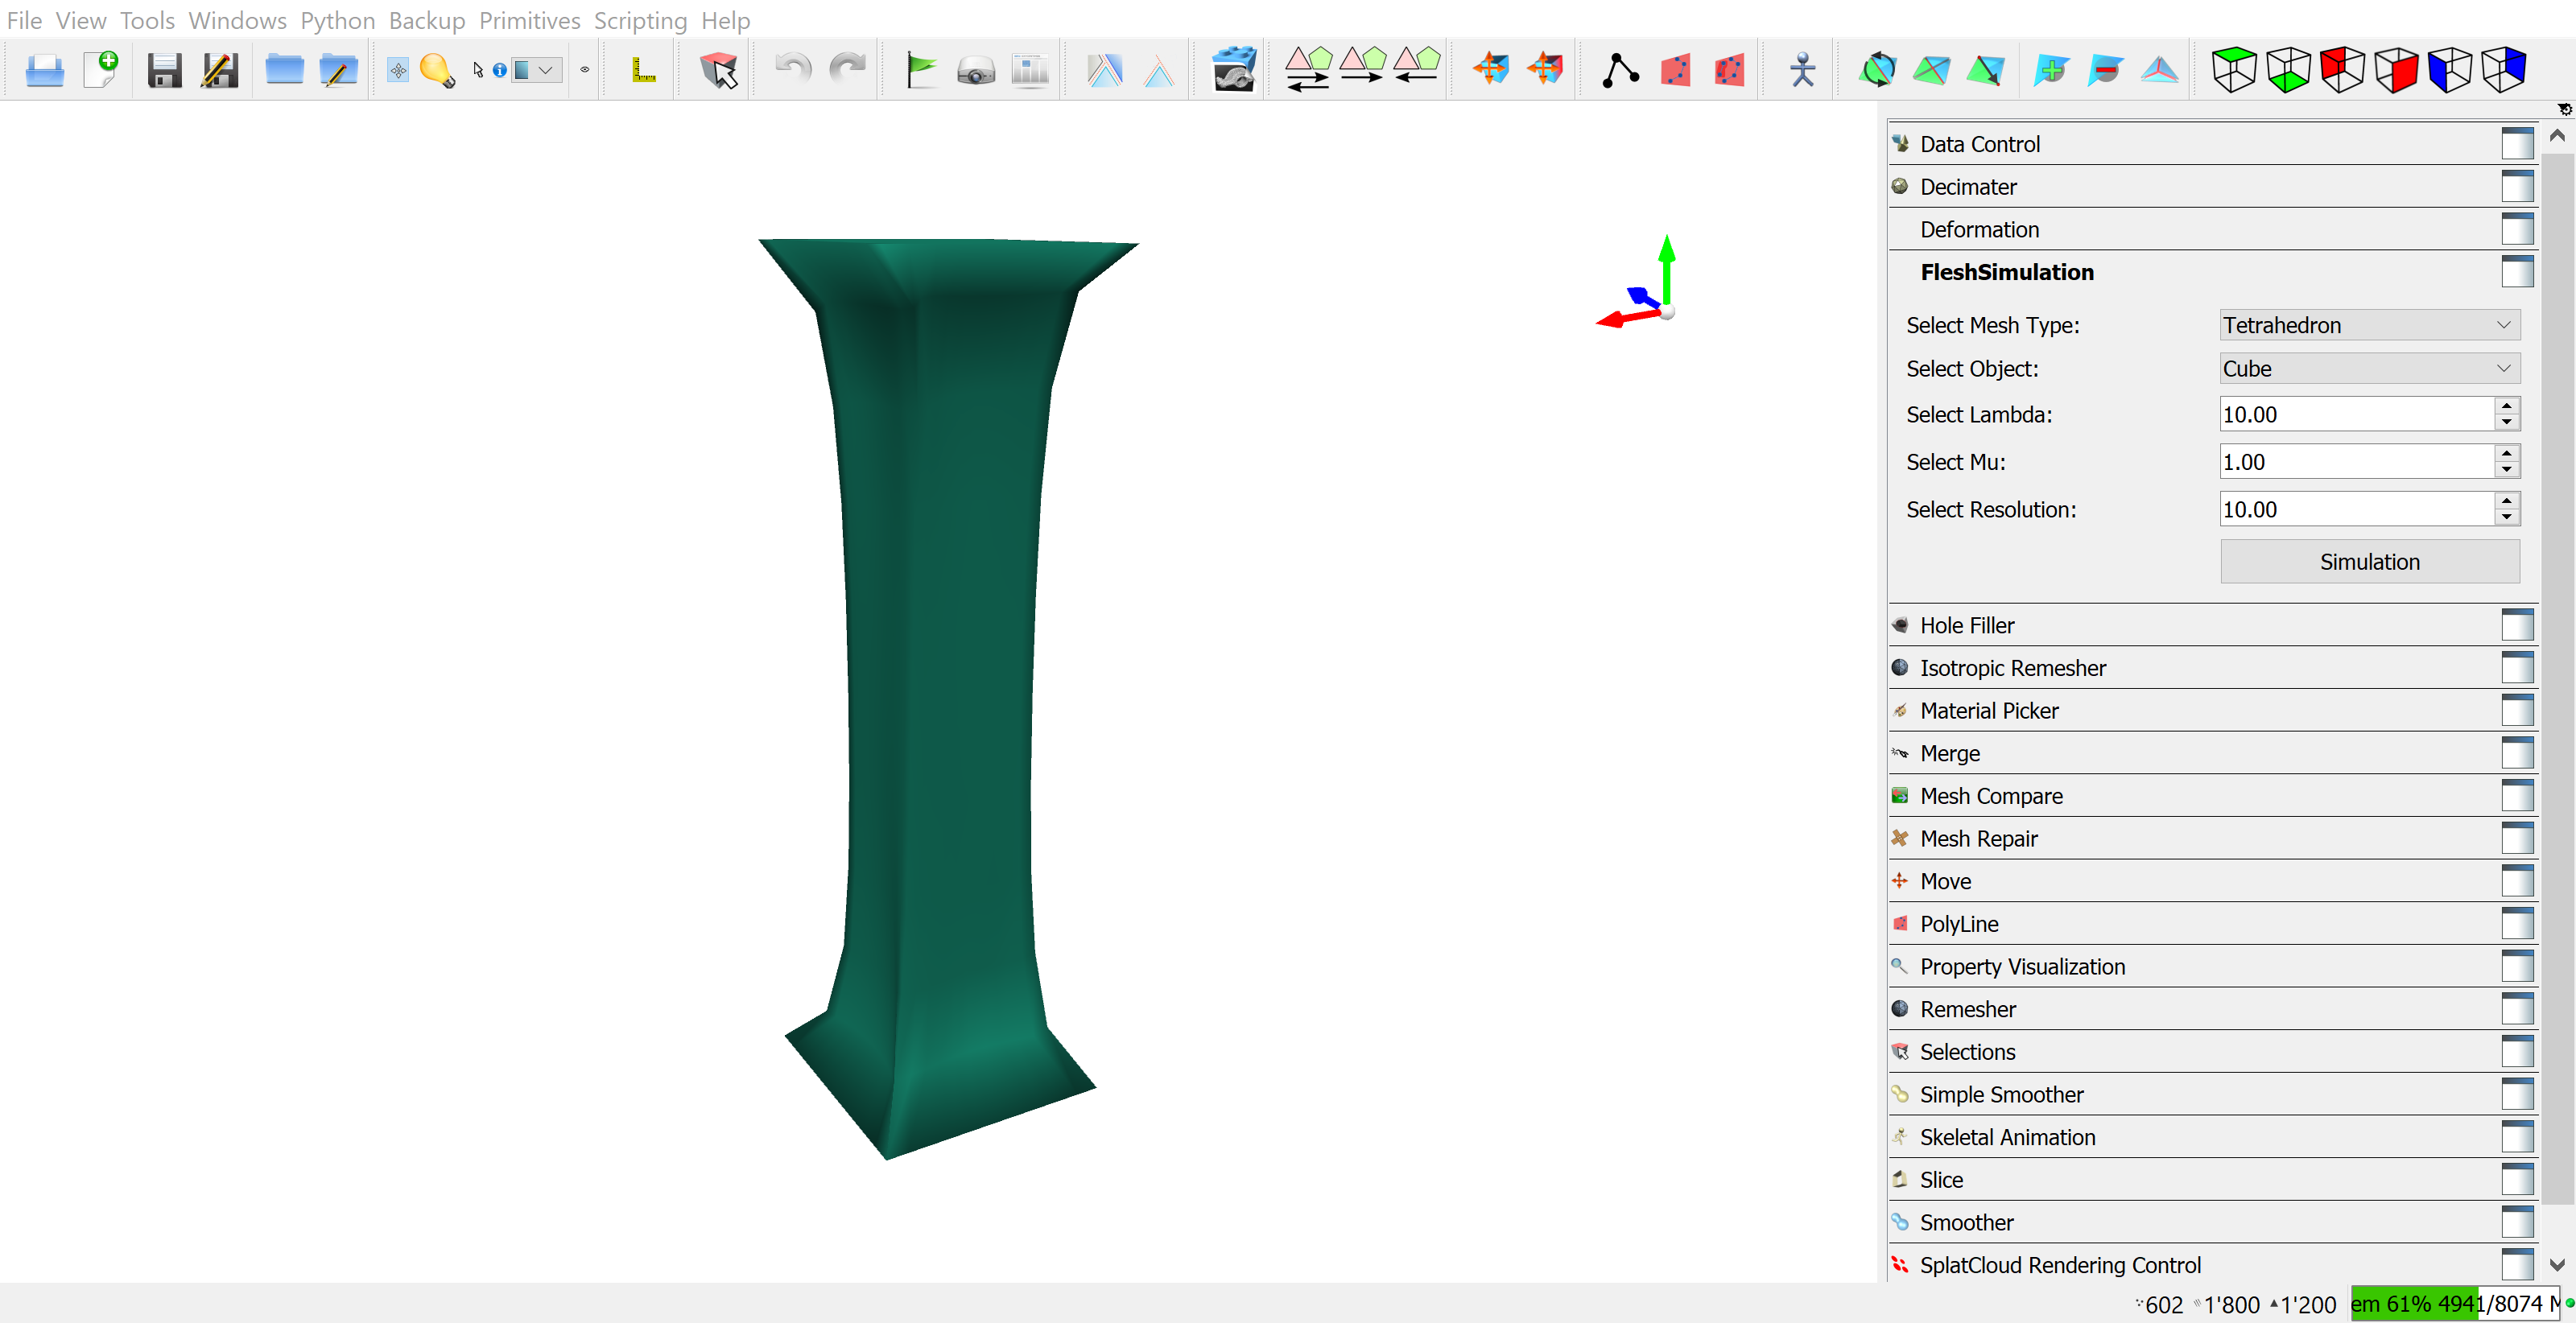 File View Tools Windows Python Backup Primitives Scripting Help
Data Control
Decimater
Deformation
FleshSimulation
Select Mesh Type: Tetrahedron
Select Object: Cube
Select Lambda: 10.00
Select Mu: 1.00
Select Resolution: 10.00
Simulation
Hole Filler
Isotropic Remesher
Material Picker
Merge
Mesh Compare
Mesh Repair
Move
PolyLine
Property Visualization
Remesher
Selections
Simple Smoother
Skeletal Animation
Slice
Smoother
SplatCloud Rendering Control
602 1'800 1'200 em 61% 4941/8074 M